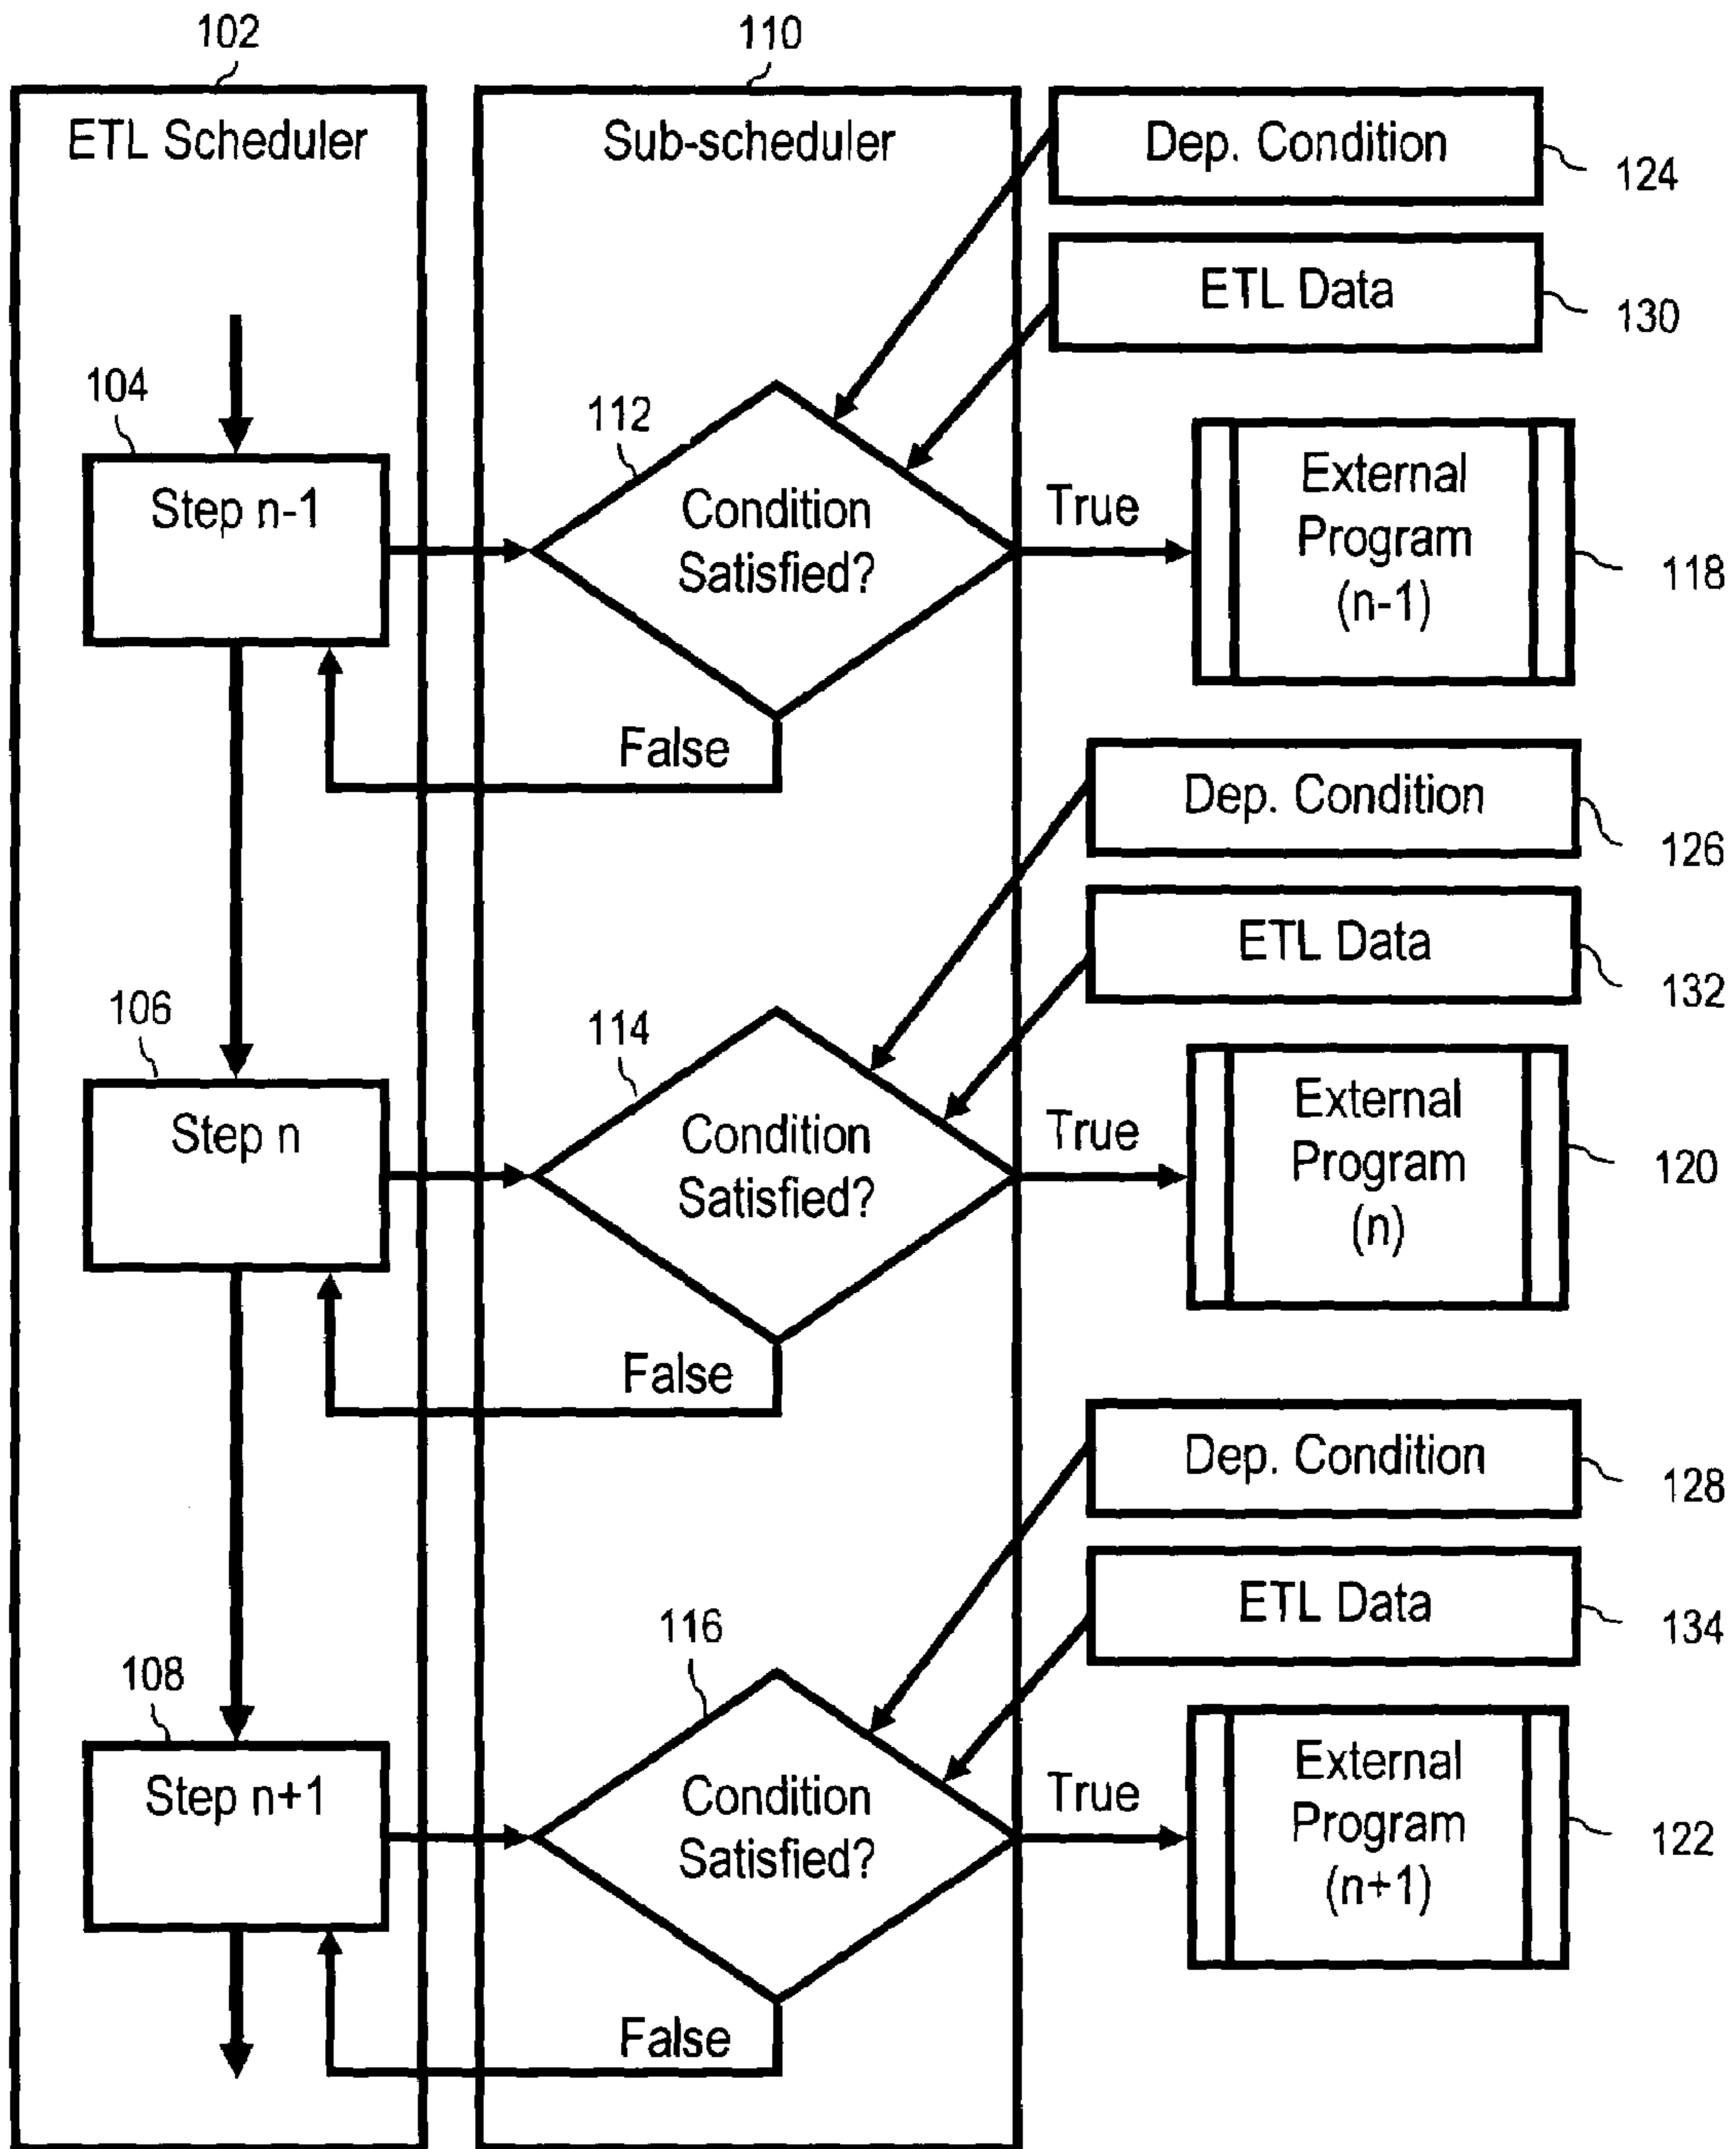 102
110
ETL Scheduler
Sub-scheduler
Dep. Condition
124
ETL Data
130
104
112
Step n-1
Condition
Satisfied?
True
External
Program
(n-1)
118
False
Dep. Condition
126
ETL Data
132
106
114
Step n
Condition
Satisfied?
True
External
Program
(n)
120
False
Dep. Condition
128
ETL Data
134
108
116
Step n+1
Condition
Satisfied?
True
External
Program
(n+1)
122
False